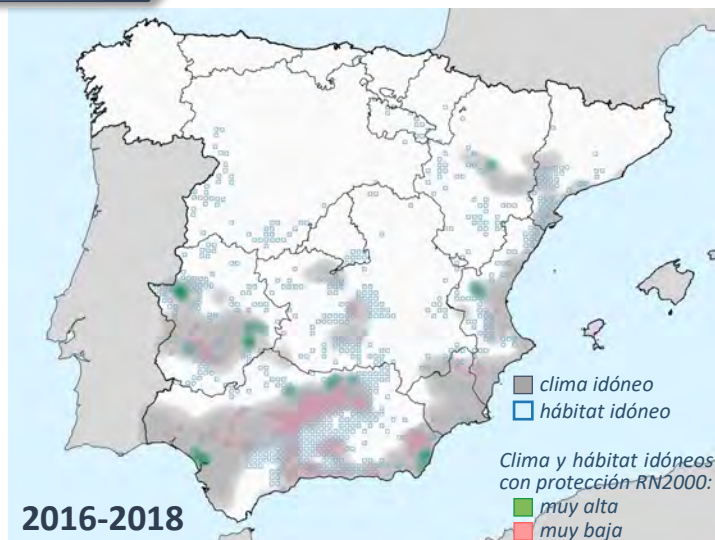 clima idóneo
hábitat idóneo
Clima y hábitat idóneos
con protección RN2000:
muy alta
muy baja
2016-2018